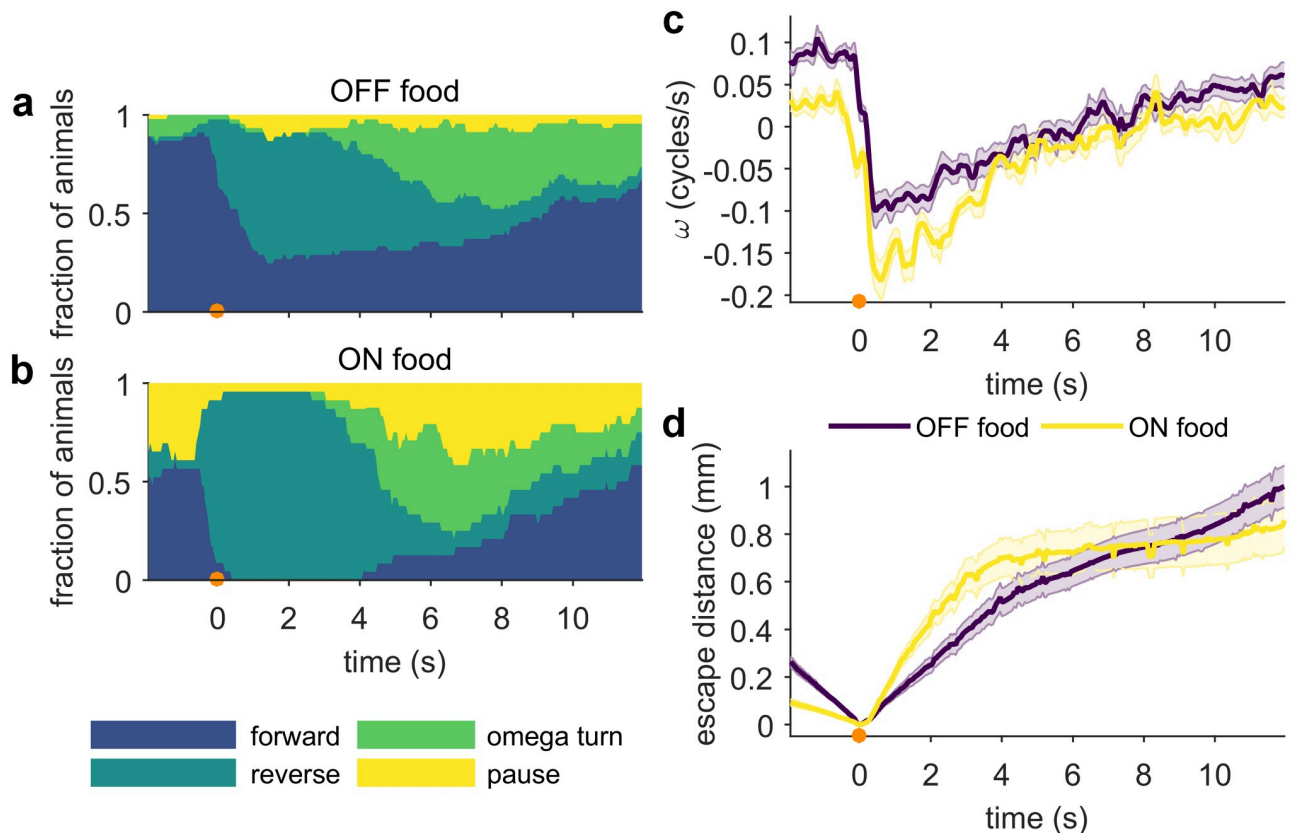 a
OFF food
fraction of animals
1
0.5
0
b
ON food
fraction of animals
1
0.5
0
0 2 4 6 8 10
time (s)
forward
omega turn
reverse
pause
c
ω (cycles/s)
0.1
0.05
0
-0.05
-0.1
-0.15
-0.2
0 2 4 6 8 10
time (s)
OFF food
ON food
d
escape distance (mm)
1
0.8
0.6
0.4
0.2
0
0 2 4 6 8 10
time (s)